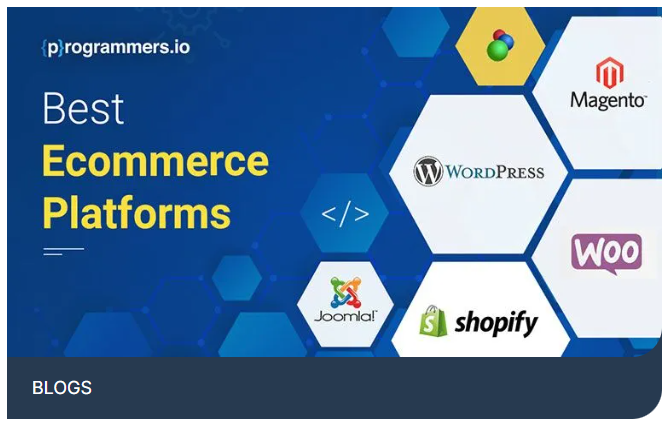 {p}rogrammers.io
Best
Ecommerce
Platforms
Magento
WORDPRESS
</>
WOO
Joomla!
shopify
BLOGS